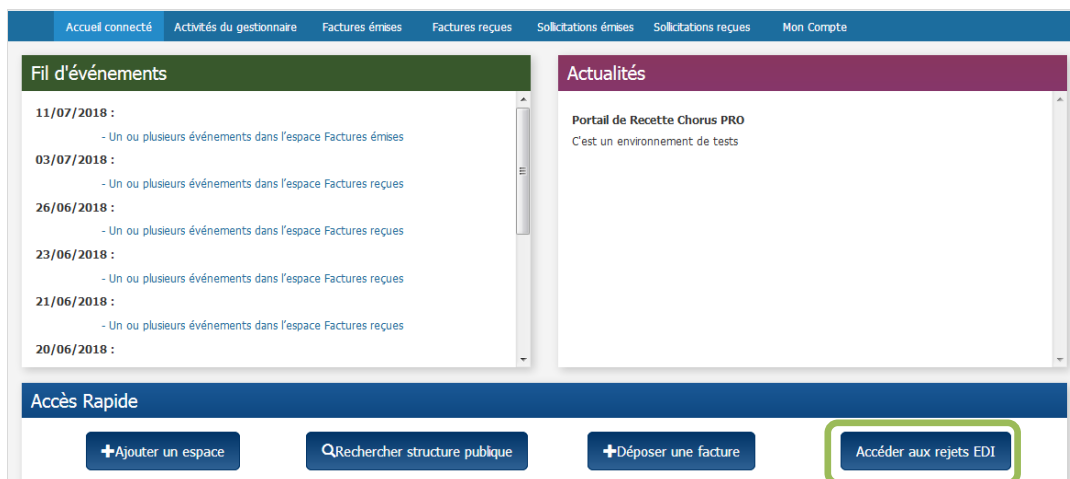 Accueil connecté Activités du gestionnaire Factures émises Factures reçues Sollicitations émises Sollicitations reçues Mon Compte
Fil d'événements
11/07/2018 :
- Un ou plusieurs événements dans l'espace Factures émises
03/07/2018 :
- Un ou plusieurs événements dans l'espace Factures reçues
26/06/2018 :
- Un ou plusieurs événements dans l'espace Factures reçues
23/06/2018 :
- Un ou plusieurs événements dans l'espace Factures reçues
21/06/2018 :
- Un ou plusieurs événements dans l'espace Factures reçues
20/06/2018 :
Actualités
Portail de Recette Chorus PRO
C'est un environnement de tests
Accès Rapide
+Ajouter un espace
Rechercher structure publique
+Déposer une facture
Accéder aux rejets EDI